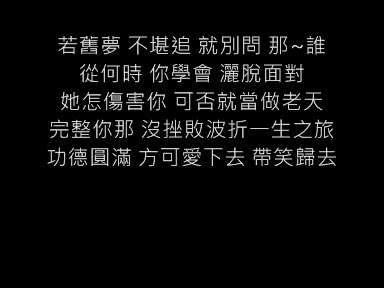 若舊夢 不堪追 就別問 那~誰
從何時 你學會 灑脫面對
她怎傷害你 可否就當做老天
完整你那 沒挫敗波折一生之旅
功德圓滿 方可愛下去 帶笑歸去